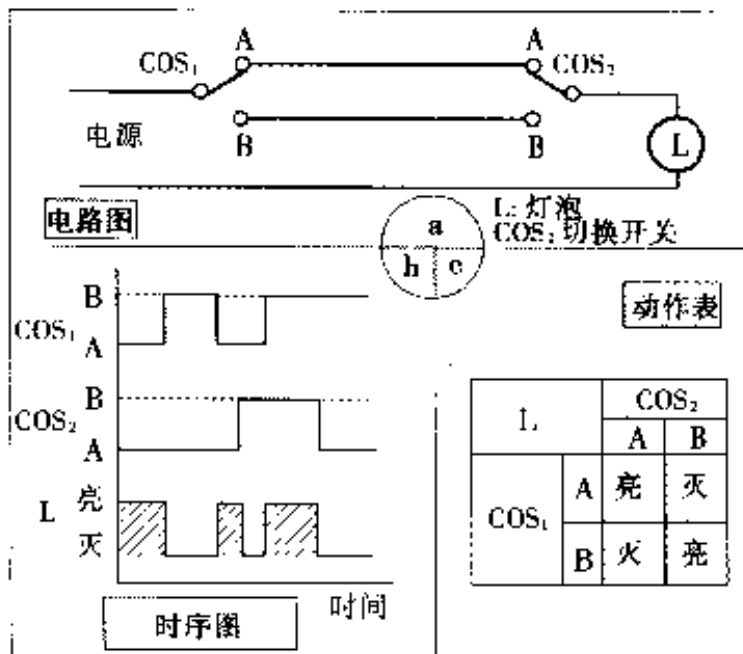 A A
COS₁ COS₂
电源
B B L
L: 灯泡
电路图 COS: 切换开关
a
b c
B 动作表
COS₁
A
B
COS₂
A
L 亮
灭
时间
时序图
L COS₂
A B
COS₁ A 亮 灭
B 灭 亮